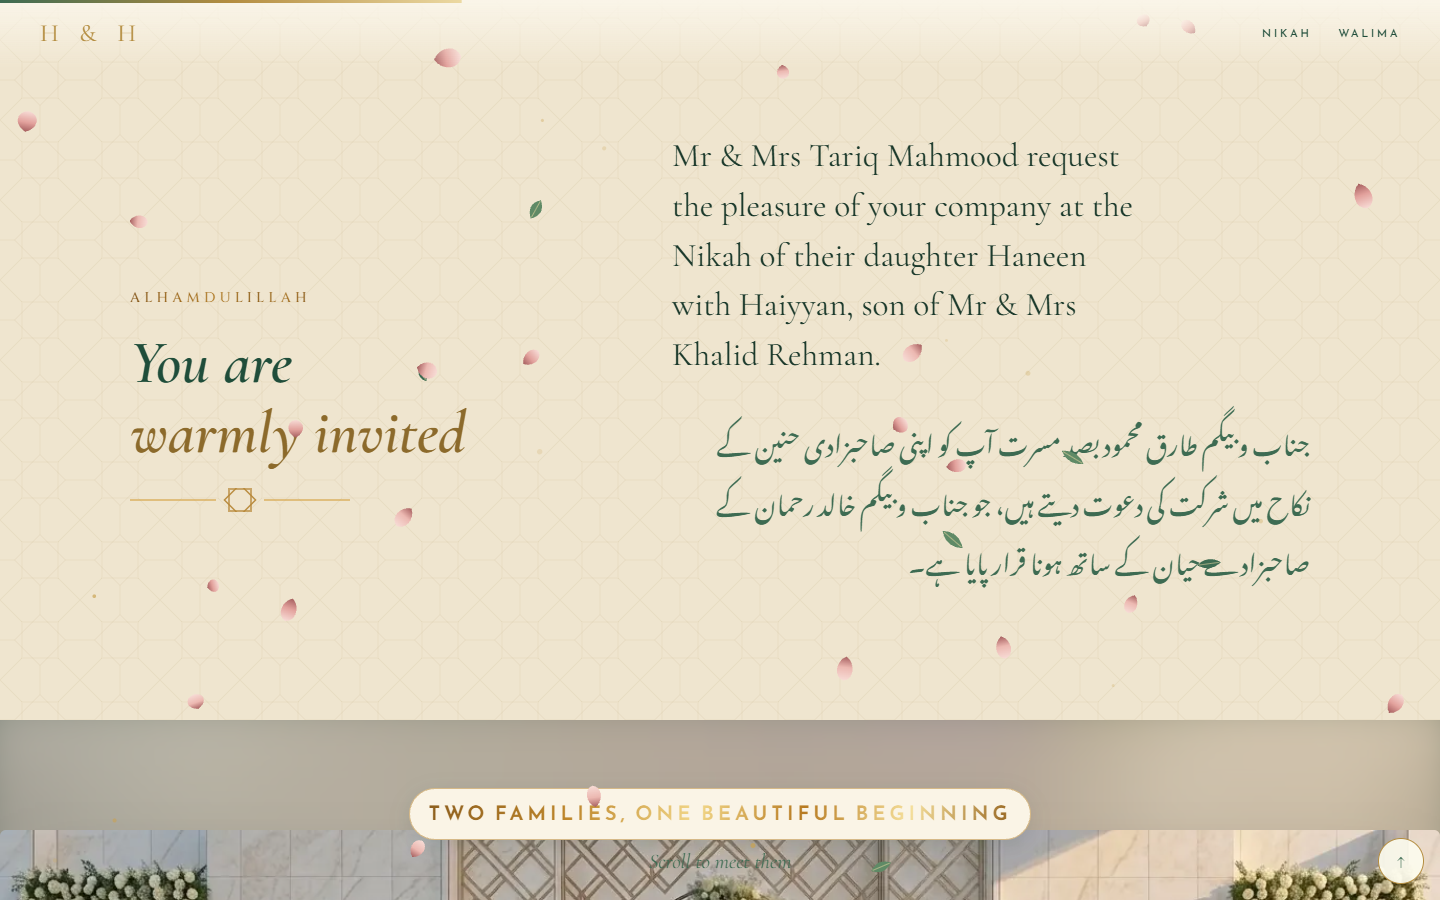 H & H
NIKAH
WALIMA
ALHAMDULILLAH
You are
warmly invited
Mr & Mrs Tariq Mahmood request
the pleasure of your company at the
Nikah of their daughter Haneen
with Haiyyan, son of Mr & Mrs
Khalid Rehman.
جناب و بیگم طارق محمود بصد مسرت آپ کو اپنی صاحبزادی حنین کے
نکاح میں شرکت کی دعوت دیتے ہیں، جو جناب و بیگم خالد رحمان کے
صاحبزادے حیان کے ساتھ ہونا قرار پایا ہے۔
TWO FAMILIES, ONE BEAUTIFUL BEGINNING
Scroll to meet them
↑